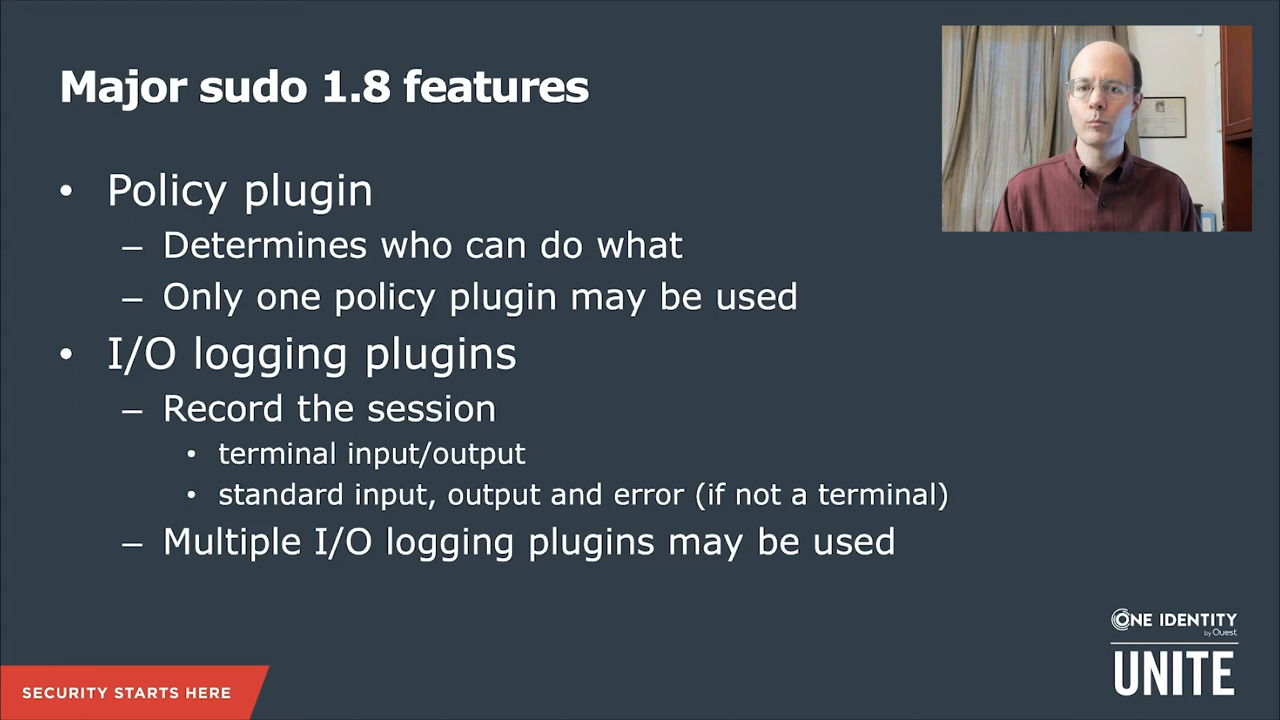 Major sudo 1.8 features
• Policy plugin
– Determines who can do what
– Only one policy plugin may be used
• I/O logging plugins
– Record the session
• terminal input/output
• standard input, output and error (if not a terminal)
– Multiple I/O logging plugins may be used
ONE IDENTITY
by Quest
UNITE
SECURITY STARTS HERE